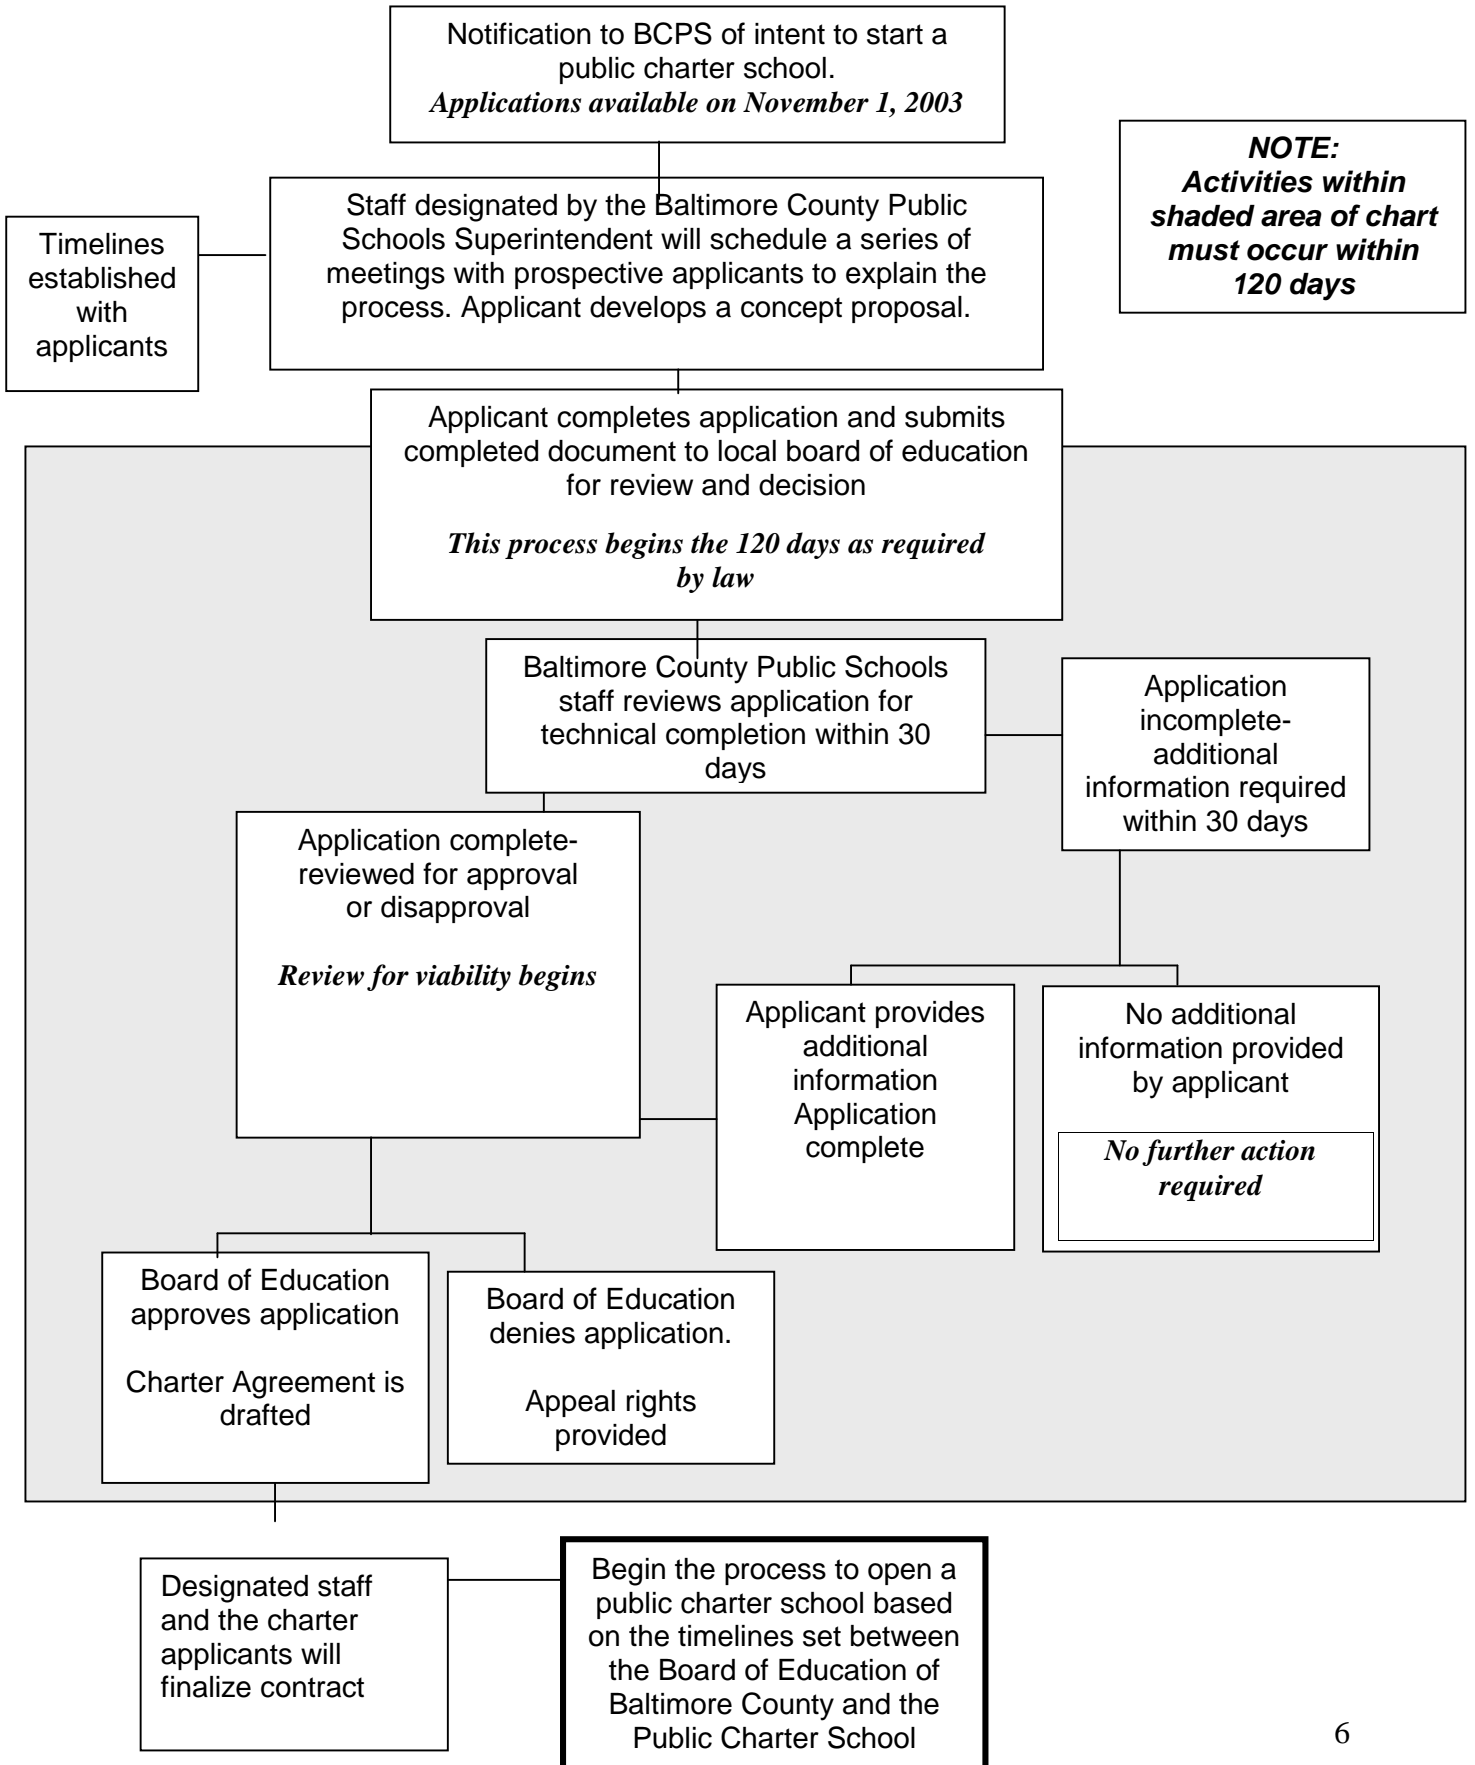 Notification to BCPS of intent to start a
public charter school.
Applications available on November 1, 2003
NOTE:
Activities within
shaded area of chart
must occur within
120 days
Timelines
established
with
applicants
Staff designated by the Baltimore County Public
Schools Superintendent will schedule a series of
meetings with prospective applicants to explain the
process. Applicant develops a concept proposal.
Applicant completes application and submits
completed document to local board of education
for review and decision
This process begins the 120 days as required
by law
Baltimore County Public Schools
staff reviews application for
technical completion within 30
days
Application
incomplete-
additional
information required
within 30 days
Application complete-
reviewed for approval
or disapproval
Review for viability begins
Applicant provides
additional
information
Application
complete
No additional
information provided
by applicant
No further action
required
Board of Education
approves application
Charter Agreement is
drafted
Board of Education
denies application.
Appeal rights
provided
Designated staff
and the charter
applicants will
finalize contract
Begin the process to open a
public charter school based
on the timelines set between
the Board of Education of
Baltimore County and the
Public Charter School
6